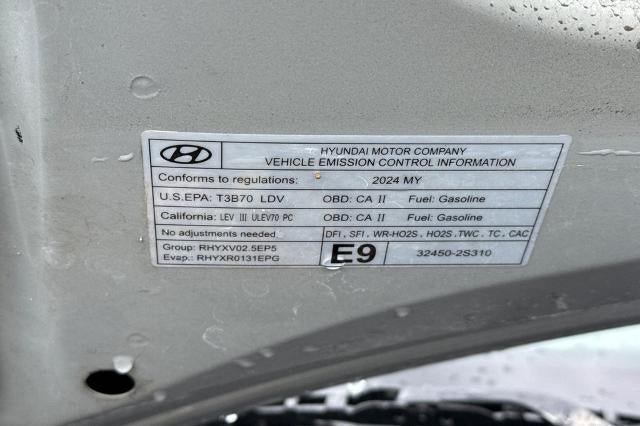 HYUNDAI MOTOR COMPANY
VEHICLE EMISSION CONTROL INFORMATION
Conforms to regulations: 2024 MY
U.S.EPA: T3B70 LDV OBD: CA II Fuel: Gasoline
California: LEV III ULEV70 PC OBD: CA II Fuel: Gasoline
No adjustments needed. DFI, SFI, WR-HO2S, HO2S, TWC, TC, CAC
Group: RHYXV02.5EP5
Evap.: RHYXR0131EPG
E9 32450-2S310